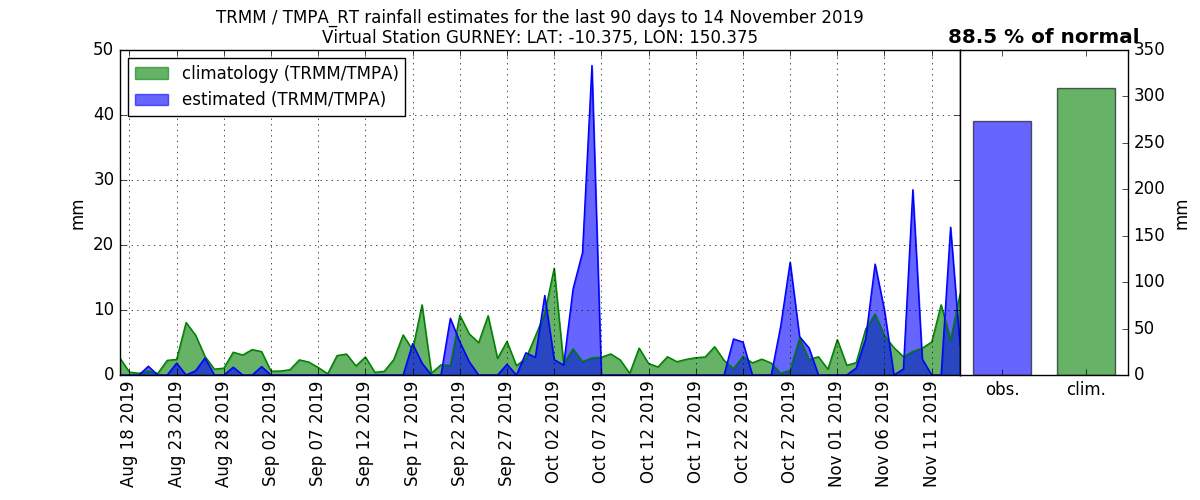 TRMM / TMPA_RT rainfall estimates for the last 90 days to 14 November 2019
Virtual Station GURNEY: LAT: -10.375, LON: 150.375
88.5 % of normal
climatology (TRMM/TMPA)
estimated (TRMM/TMPA)
mm
50
40
30
20
10
0
Aug 18 2019
Aug 23 2019
Aug 28 2019
Sep 02 2019
Sep 07 2019
Sep 12 2019
Sep 17 2019
Sep 22 2019
Sep 27 2019
Oct 02 2019
Oct 07 2019
Oct 12 2019
Oct 17 2019
Oct 22 2019
Oct 27 2019
Nov 01 2019
Nov 06 2019
Nov 11 2019
obs.
clim.
350
300
250
200
150
100
50
0
mm